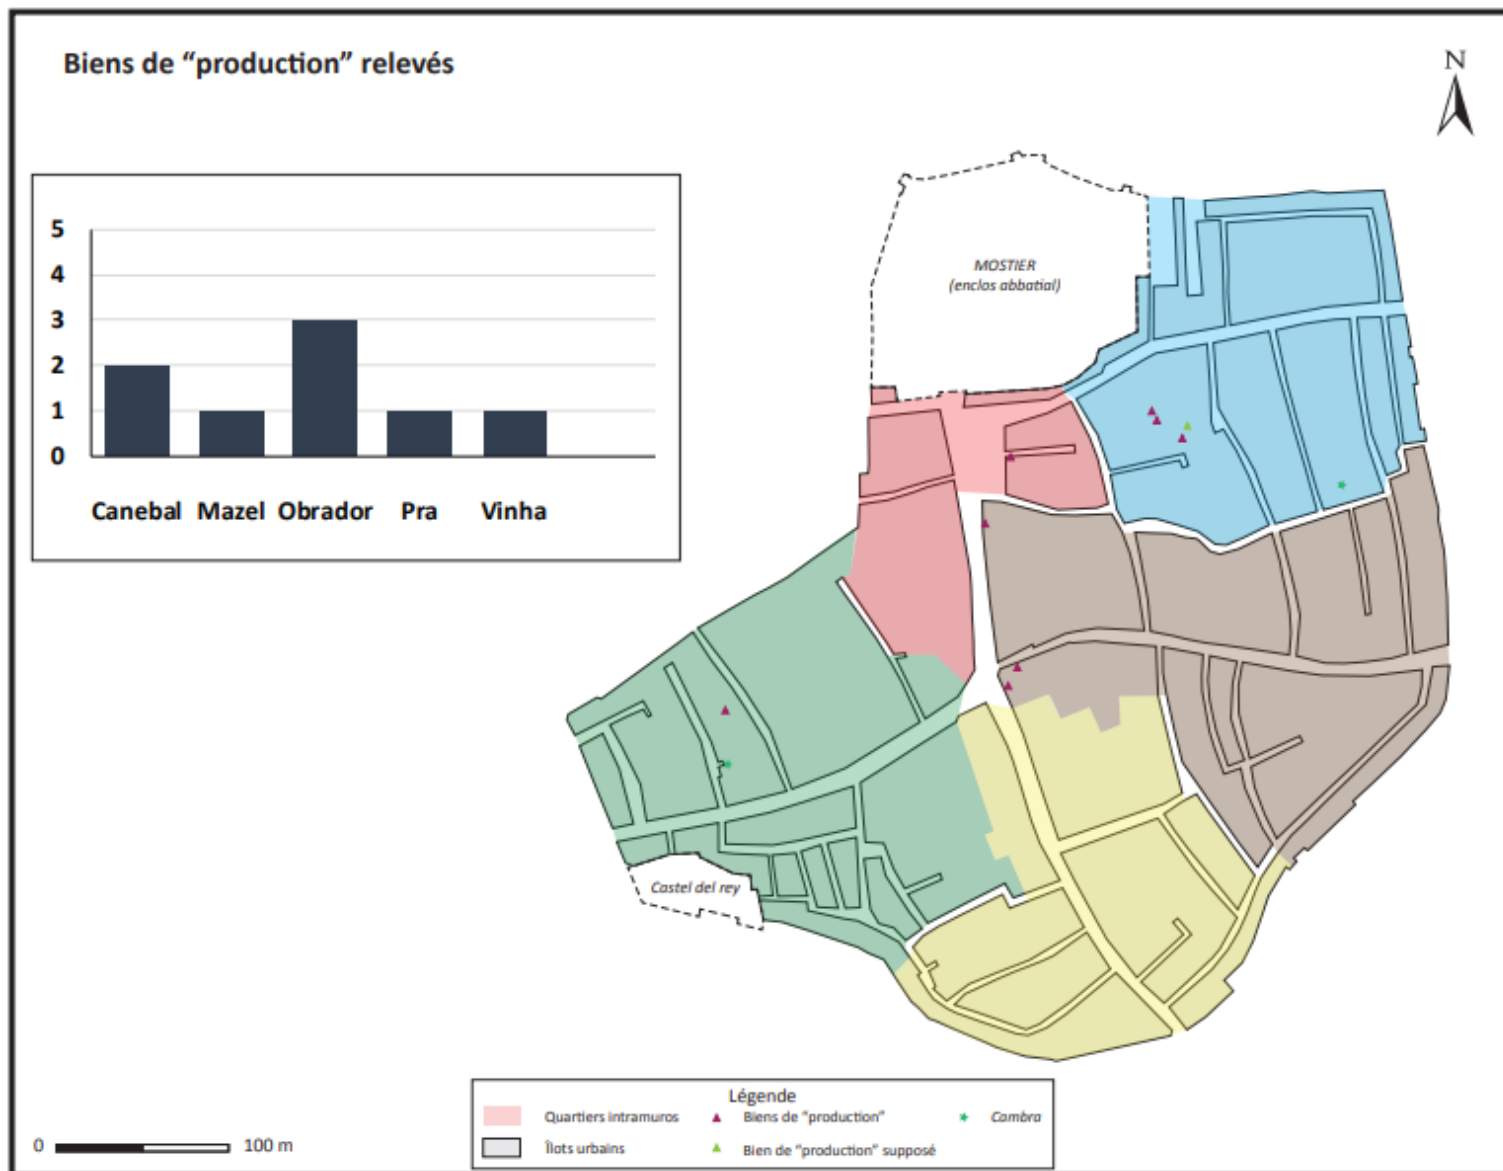 Biens de “production” relevés
N
5
4
3
2
1
0
Canebal Mazel Obrador Pra Vinha
MOSTIER
(enclos abbatial)
Castel del rey
Légende
Quartiers intramuros
Biens de “production”
Cambra
Îlots urbains
Bien de “production” supposé
0 100 m